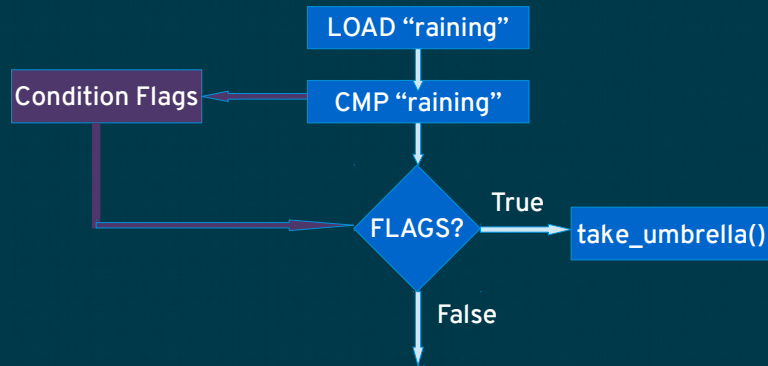 LOAD “raining”
Condition Flags
CMP “raining”
FLAGS?
True
take_umbrella()
False